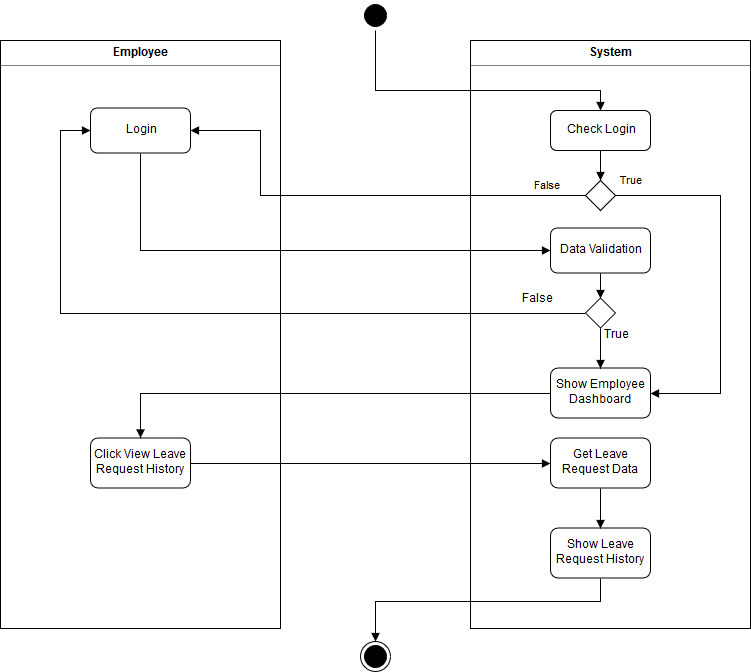 Employee
System
Login
Check Login
False
True
Data Validation
False
True
Show Employee
Dashboard
Click View Leave
Request History
Get Leave
Request Data
Show Leave
Request History